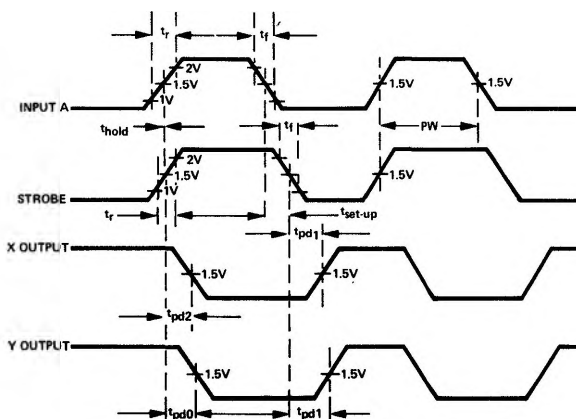 tr tf
2V
1.5V 1.5V 1.5V
1V
INPUT A
thold tf PW
2V
1.5V 1.5V
1V
STROBE
tr tset-up
tpd1
X OUTPUT
1.5V 1.5V
tpd2
Y OUTPUT
1.5V 1.5V
tpd0 tpd1